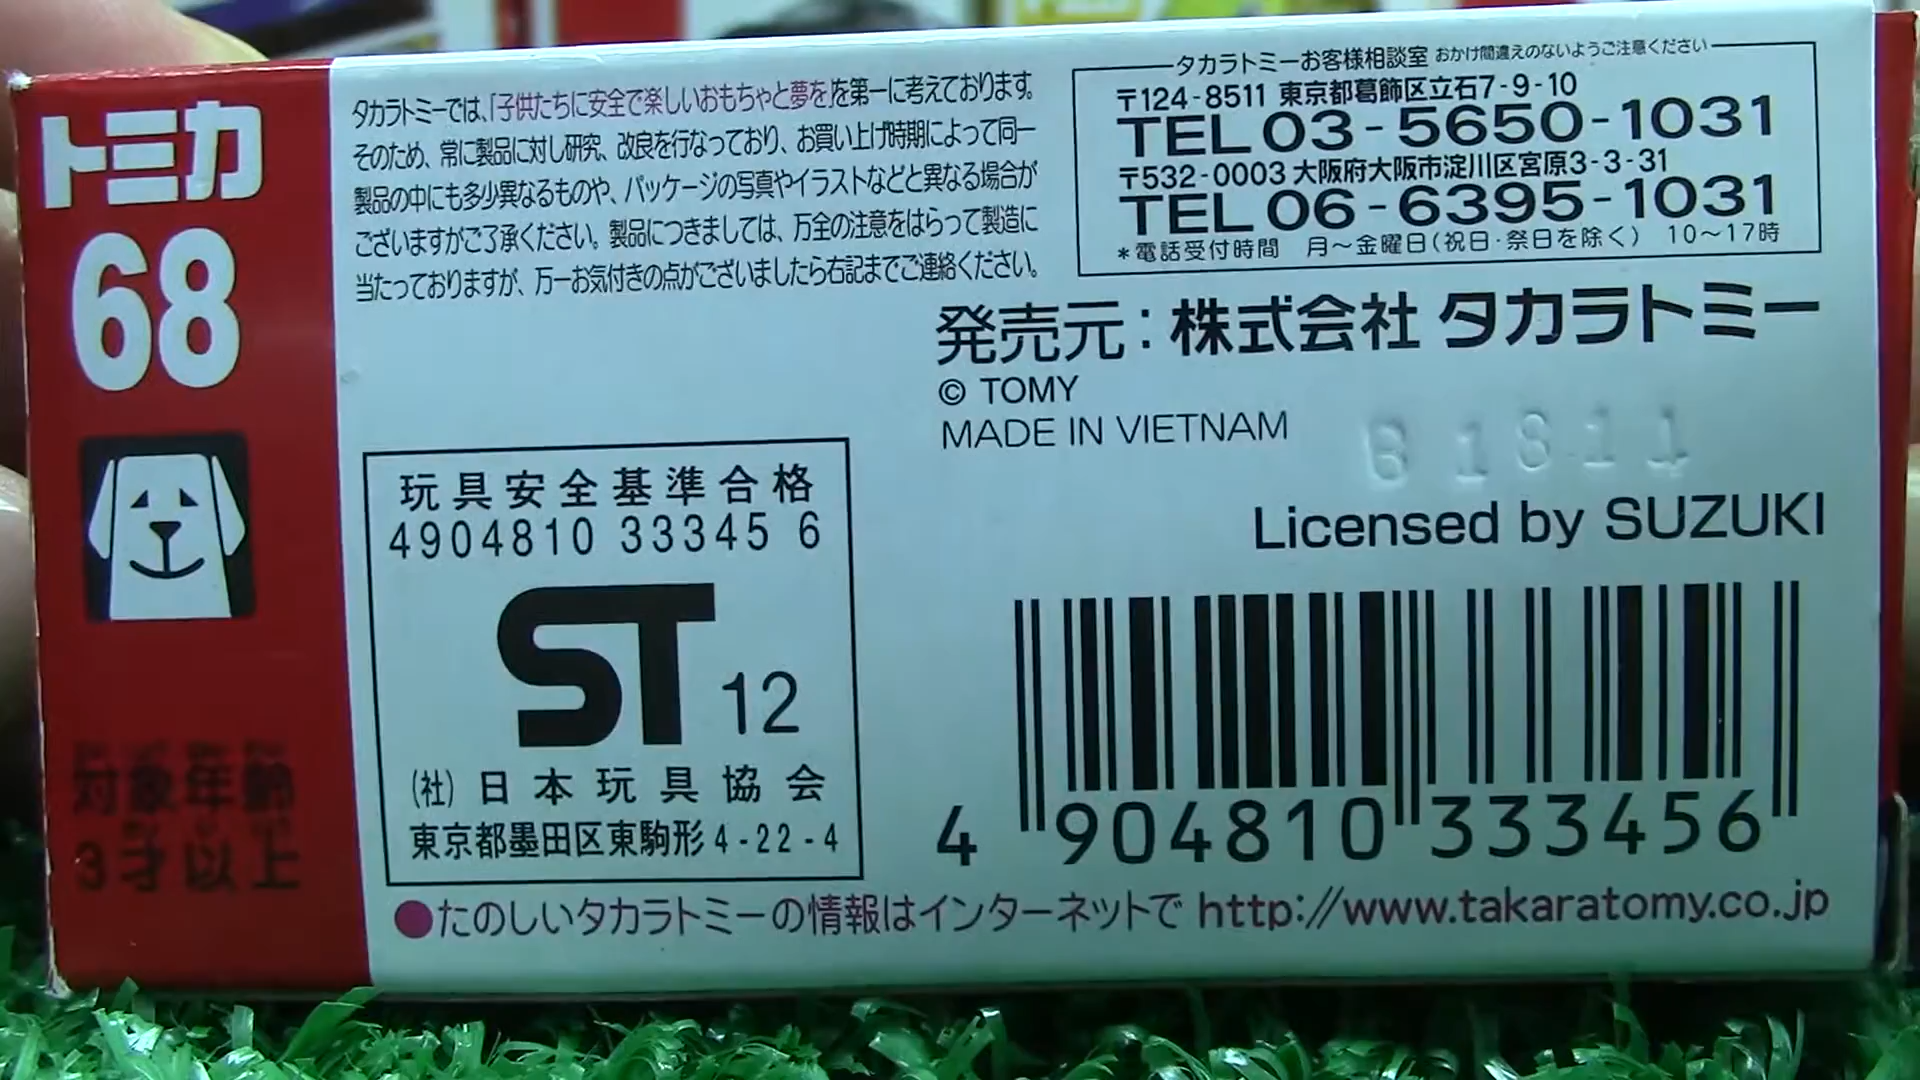 トミカ
68
対象年齢
3才以上
タカラトミーでは、「子供たちに安全で楽しいおもちゃと夢を」を第一に考えております。
そのため、常に製品に対し研究、改良を行なっており、お買い上げ時期によって同一
製品の中にも多少異なるものや、パッケージの写真やイラストなどと異なる場合が
ございますがご了承ください。製品につきましては、万全の注意をはらって製造に
当たっておりますが、万一お気付きの点がございましたら右記までご連絡ください。
タカラトミーお客様相談室 おかけ間違えのないようご注意ください
〒124-8511 東京都葛飾区立石7-9-10
TEL 03-5650-1031
〒532-0003 大阪府大阪市淀川区宮原3-3-31
TEL 06-6395-1031
*電話受付時間 月〜金曜日(祝日・祭日を除く) 10〜17時
発売元:株式会社 タカラトミー
© TOMY
MADE IN VIETNAM
Licensed by SUZUKI
玩具安全基準合格
4904810 33345 6
ST 12
(社) 日本玩具協会
東京都墨田区東駒形4-22-4
4 904810 333456
●たのしいタカラトミーの情報はインターネットで http://www.takaratomy.co.jp